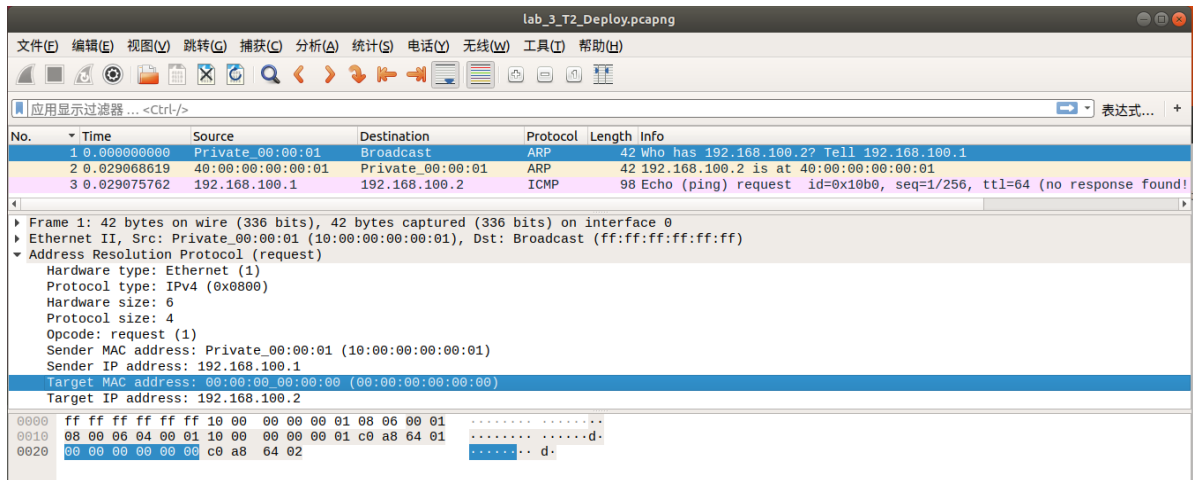 lab_3_T2_Deploy.pcapng
文件(F) 编辑(E) 视图(V) 跳转(G) 捕获(C) 分析(A) 统计(S) 电话(Y) 无线(W) 工具(T) 帮助(H)
应用显示过滤器 … <Ctrl-/> 表达式… +
No. Time Source Destination Protocol Length Info
1 0.000000000 Private_00:00:01 Broadcast ARP 42 Who has 192.168.100.2? Tell 192.168.100.1
2 0.029068619 40:00:00:00:00:01 Private_00:00:01 ARP 42 192.168.100.2 is at 40:00:00:00:00:01
3 0.029075762 192.168.100.1 192.168.100.2 ICMP 98 Echo (ping) request id=0x10b0, seq=1/256, ttl=64 (no response found!
Frame 1: 42 bytes on wire (336 bits), 42 bytes captured (336 bits) on interface 0
Ethernet II, Src: Private_00:00:01 (10:00:00:00:00:01), Dst: Broadcast (ff:ff:ff:ff:ff:ff)
Address Resolution Protocol (request)
Hardware type: Ethernet (1)
Protocol type: IPv4 (0x0800)
Hardware size: 6
Protocol size: 4
Opcode: request (1)
Sender MAC address: Private_00:00:01 (10:00:00:00:00:01)
Sender IP address: 192.168.100.1
Target MAC address: 00:00:00_00:00:00 (00:00:00:00:00:00)
Target IP address: 192.168.100.2
0000 ff ff ff ff ff ff 10 00 00 00 00 01 08 06 00 01 ········ ········
0010 08 00 06 04 00 01 10 00 00 00 00 01 c0 a8 64 01 ········ ······d·
0020 00 00 00 00 00 00 c0 a8 64 02 ········ d·